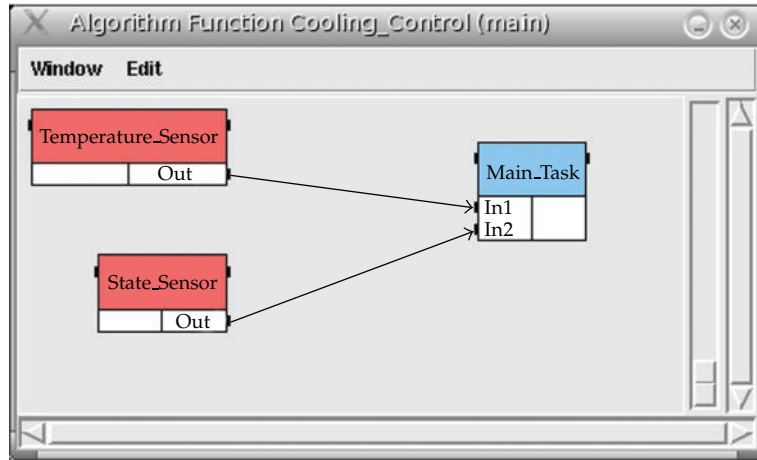 Algorithm Function Cooling_Control (main)
Window Edit
Temperature_Sensor
Out
Main_Task
In1
In2
State_Sensor
Out